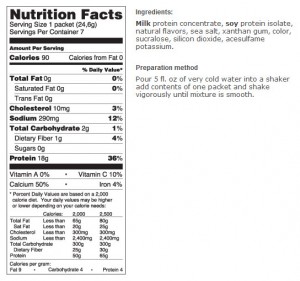 Nutrition Facts
Serving Size 1 packet (24,6g)
Servings Per Container 7
Amount Per Serving
Calories 90 Calories from Fat 0
% Daily Value*
Total Fat 0g 0%
Saturated Fat 0g 0%
Trans Fat 0g
Cholesterol 10mg 3%
Sodium 290mg 12%
Total Carbohydrate 2g 1%
Dietary Fiber 1g 4%
Sugars 0g
Protein 18g 36%
Vitamin A 0% • Vitamin C 10%
Calcium 50% • Iron 4%
* Percent Daily Values are based on a 2,000
calorie diet. Your daily values may be higher
or lower depending on your calorie needes:
Calories: 2,000 2,500
Total Fat Less than 65g 80g
Sat Fat Less than 20g 25g
Cholesterol Less than 300mg 300mg
Sodium Less than 2,400mg 2,400mg
Total Carbohydrate 300g 300g
Dietary Fiber 25g 30g
Protein 50g 65g
Calories per gram:
Fat 9 • Carbohydrate 4 • Protein 4
Ingredients:
Milk protein concentrate, soy protein isolate,
natural flavors, sea salt, xanthan gum, color,
sucralose, silicon dioxide, acesulfame
potassium.
Preparation method
Pour 5 fl. oz of very cold water into a shaker
add contents of one packet and shake
vigorously until mixture is smooth.